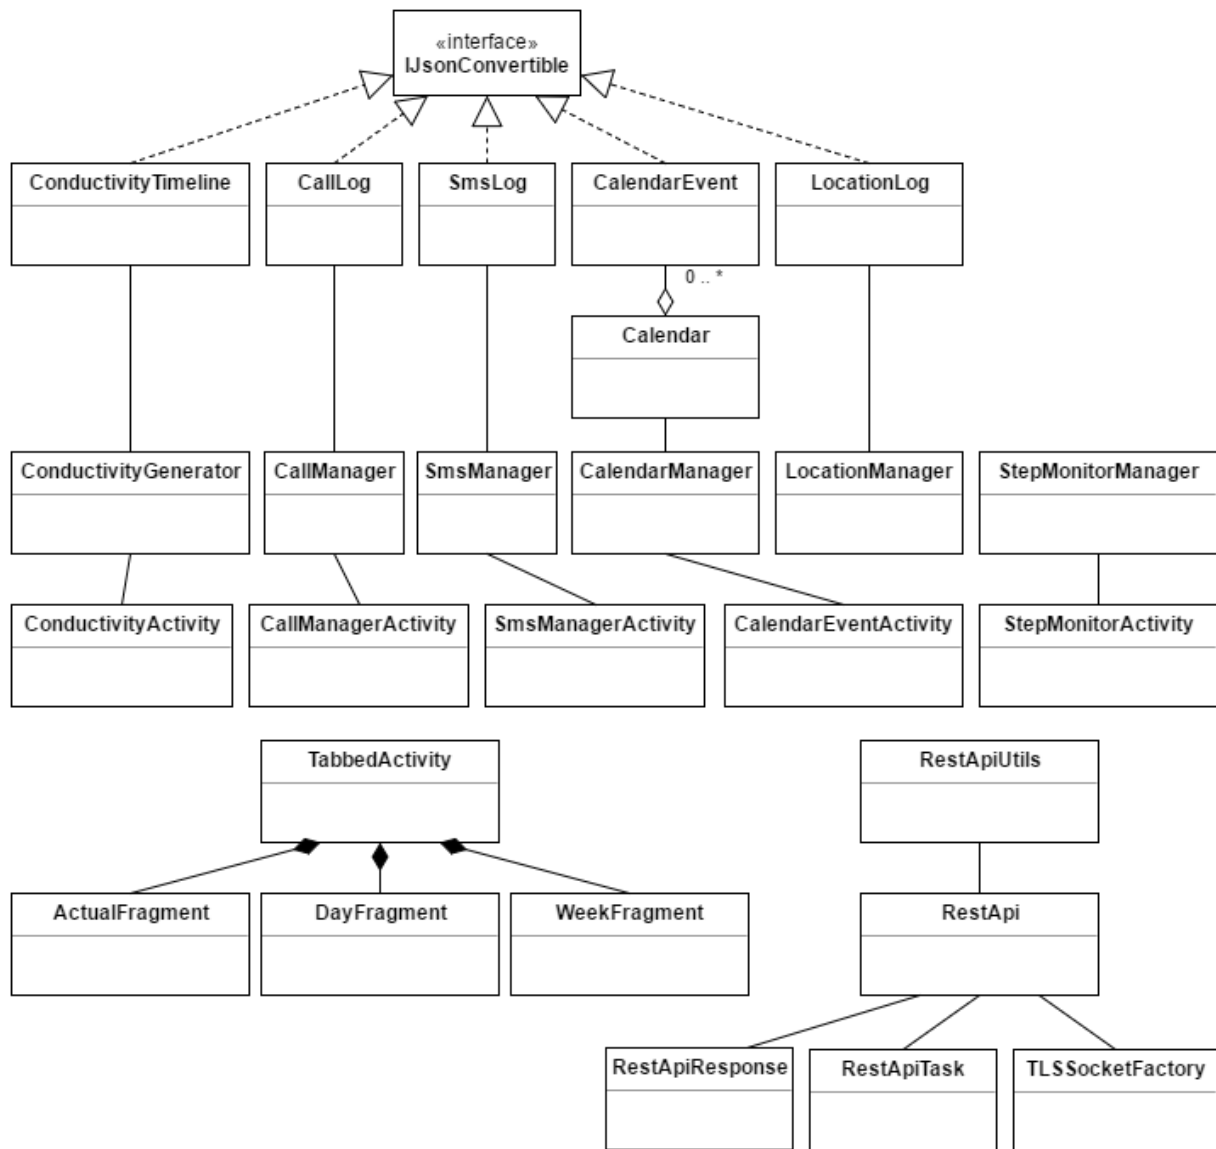 «interface»
IJsonConvertible
ConductivityTimeline
CallLog
SmsLog
CalendarEvent
LocationLog
0 .. *
Calendar
ConductivityGenerator
CallManager
SmsManager
CalendarManager
LocationManager
StepMonitorManager
ConductivityActivity
CallManagerActivity
SmsManagerActivity
CalendarEventActivity
StepMonitorActivity
TabbedActivity
RestApiUtils
ActualFragment
DayFragment
WeekFragment
RestApi
RestApiResponse
RestApiTask
TLSSocketFactory